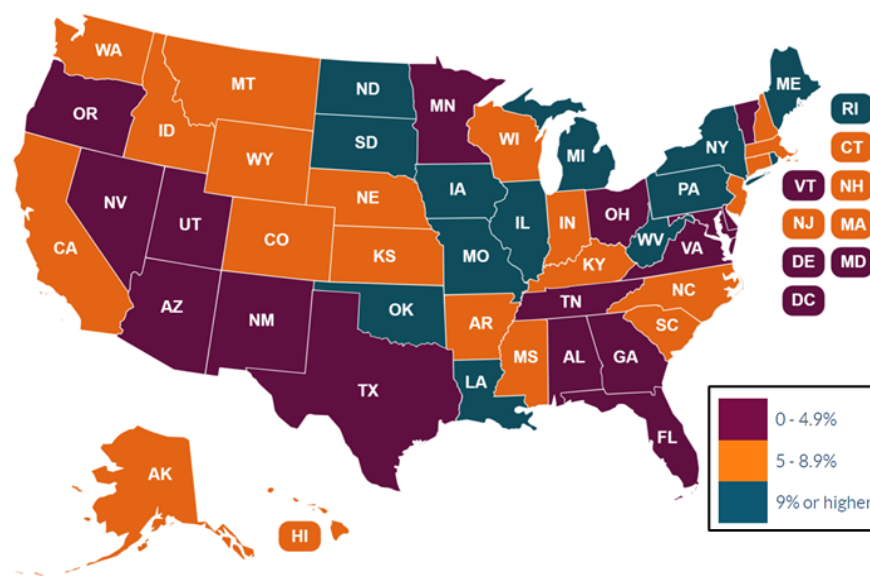 WA
MT
ND
MN
ME
OR
ID
SD
WI
MI
NY
RI
WY
CT
IA
PA
NV
NE
VT
NH
UT
IL
IN
OH
CA
CO
KS
MO
WV
VA
NJ
MA
KY
DE
MD
AZ
NM
OK
AR
TN
NC
DC
SC
MS
AL
GA
TX
LA
0 - 4.9%
FL
5 - 8.9%
AK
9% or higher
HI